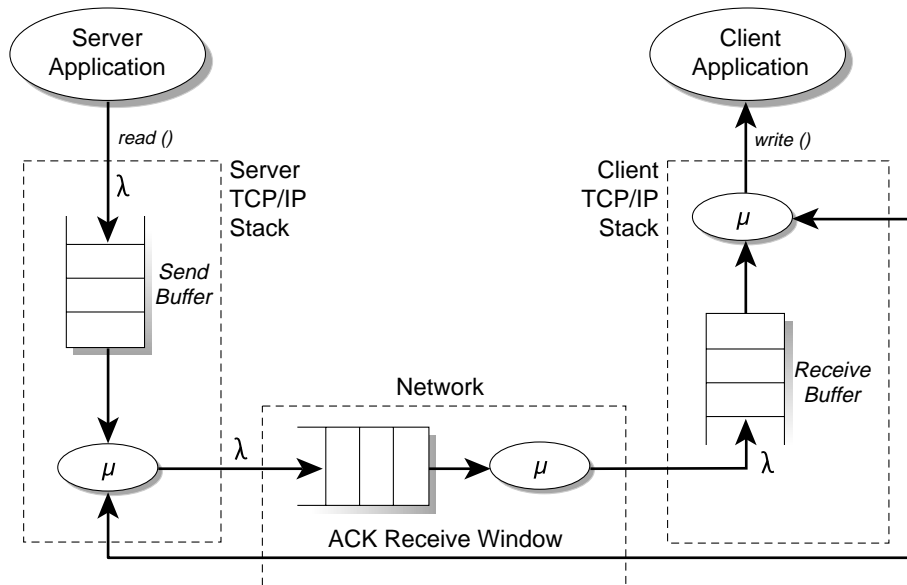 Server
Application
Client
Application
read ()
write ()
Server
TCP/IP
Stack
Client
TCP/IP
Stack
λ
μ
Send
Buffer
Receive
Buffer
Network
λ
μ
μ
λ
ACK Receive Window